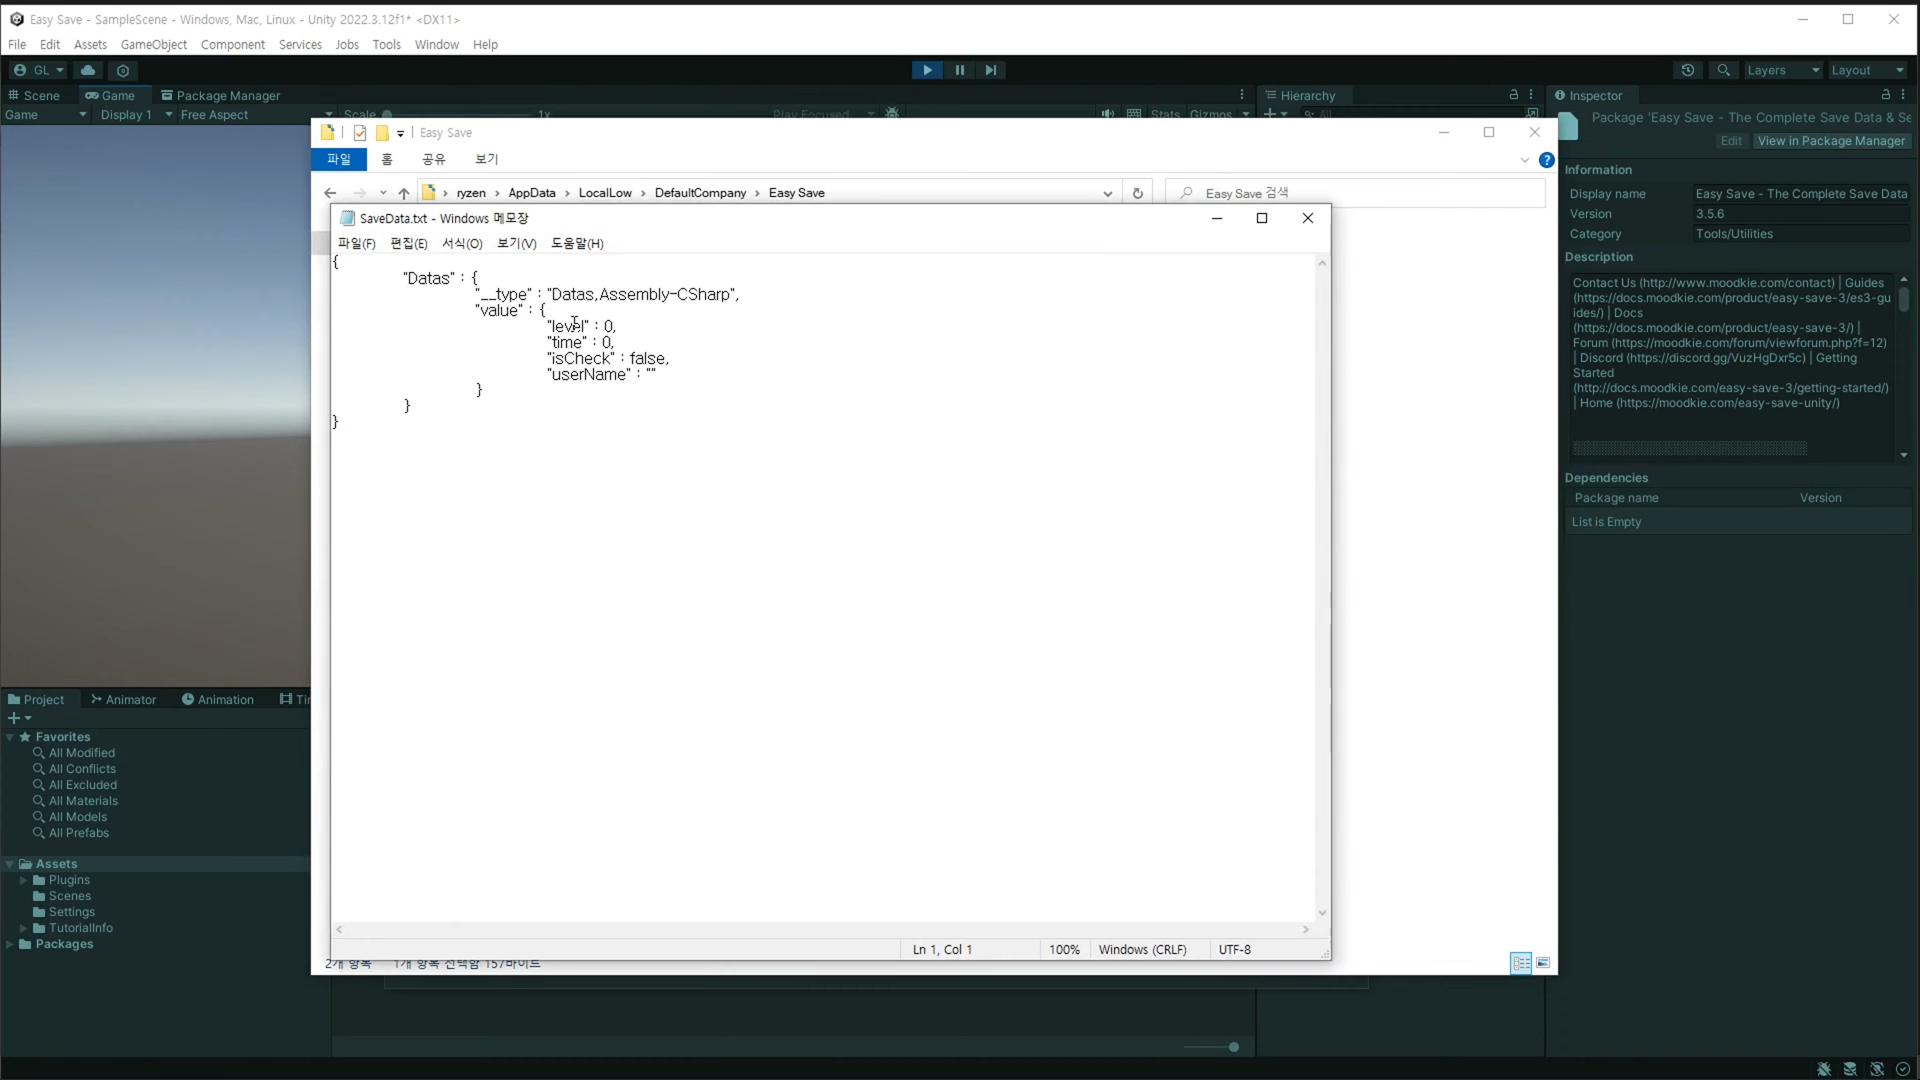 Easy Save - SampleScene - Windows, Mac, Linux - Unity 2022.3.12f1* <DX11>
File Edit Assets GameObject Component Services Jobs Tools Window Help
GL Layers Layout
Scene Game Package Manager Hierarchy Inspector
Game Display 1 Free Aspect Scale 1x Play Focused Stats Gizmos All
Package 'Easy Save - The Complete Save Data & Se
Edit View in Package Manager
Easy Save
파일 홈 공유 보기
ryzen AppData LocalLow DefaultCompany Easy Save Easy Save 검색
SaveData.txt - Windows 메모장
파일(F) 편집(E) 서식(O) 보기(V) 도움말(H)
{
"Datas" : {
"__type" : "Datas,Assembly-CSharp",
"value" : {
"level" : 0,
"time" : 0,
"isCheck" : false,
"userName" : ""
}
}
}
Ln 1, Col 1 100% Windows (CRLF) UTF-8
2개 항목 1개 항목 선택함 157바이트
Information
Display name Easy Save - The Complete Save Data
Version 3.5.6
Category Tools/Utilities
Description
Contact Us (http://www.moodkie.com/contact) | Guides
(https://docs.moodkie.com/product/easy-save-3/es3-gu
ides/) | Docs
(https://docs.moodkie.com/product/easy-save-3/) |
Forum (https://moodkie.com/forum/viewforum.php?f=12)
| Discord (https://discord.gg/VuzHgDxr5c) | Getting
Started
(http://docs.moodkie.com/easy-save-3/getting-started/)
| Home (https://moodkie.com/easy-save-unity/)
Dependencies
Package name Version
List is Empty
Project Animator Animation Ti
Favorites
All Modified
All Conflicts
All Excluded
All Materials
All Models
All Prefabs
Assets
Plugins
Scenes
Settings
TutorialInfo
Packages